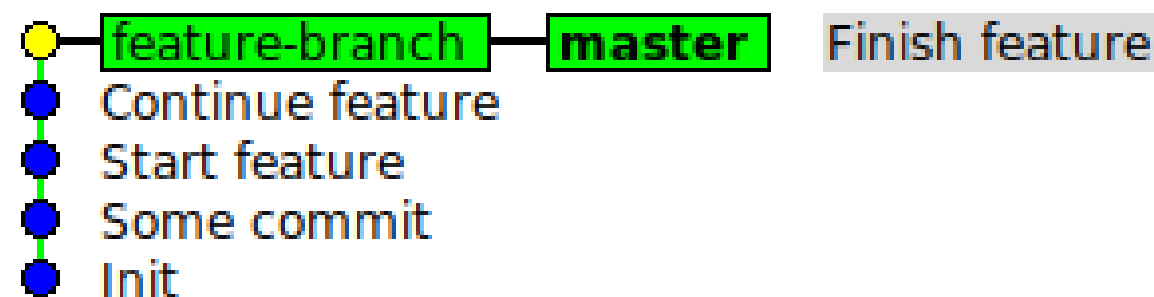 feature-branch master Finish feature
Continue feature
Start feature
Some commit
Init